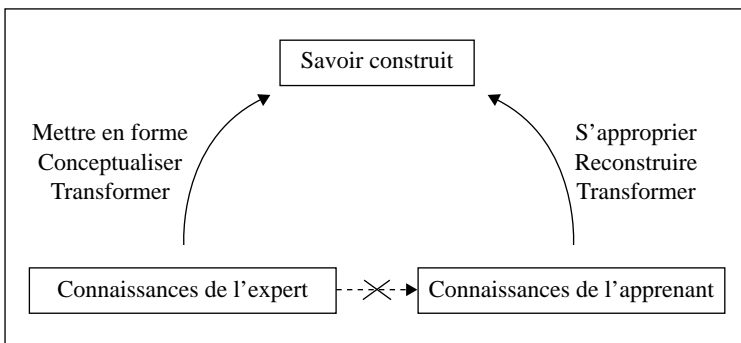 Savoir construit
Mettre en forme
Conceptualiser
Transformer
S’approprier
Reconstruire
Transformer
Connaissances de l’expert
Connaissances de l’apprenant